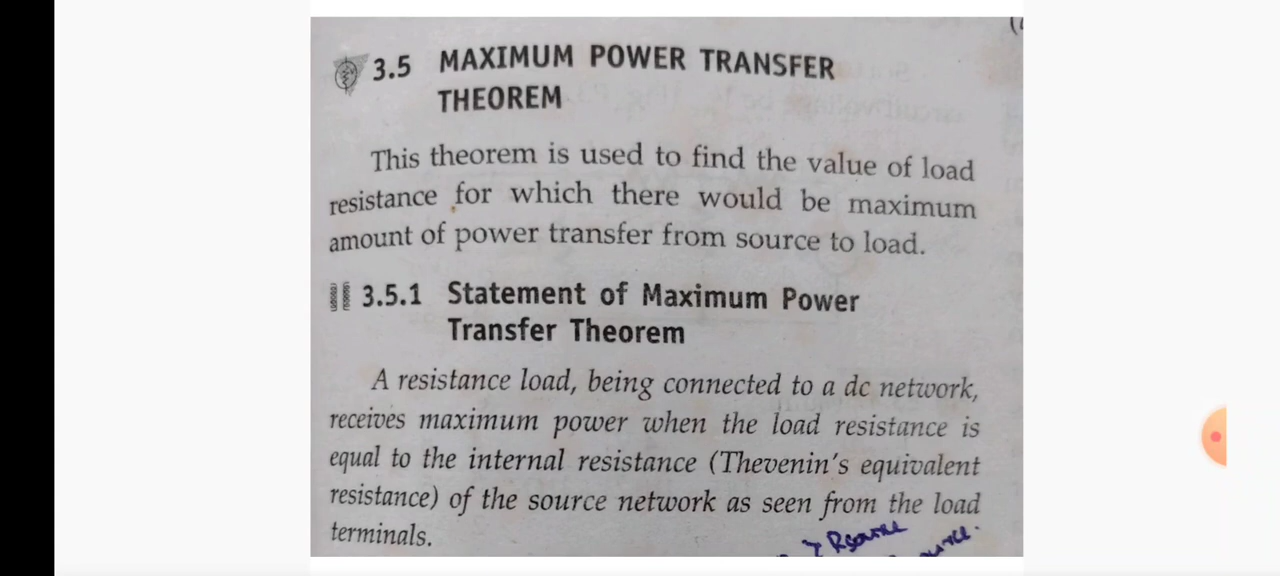 3.5 MAXIMUM POWER TRANSFER
THEOREM
This theorem is used to find the value of load
resistance for which there would be maximum
amount of power transfer from source to load.
3.5.1 Statement of Maximum Power
Transfer Theorem
A resistance load, being connected to a dc network,
receives maximum power when the load resistance is
equal to the internal resistance (Thevenin's equivalent
resistance) of the source network as seen from the load
terminals.
Rsource